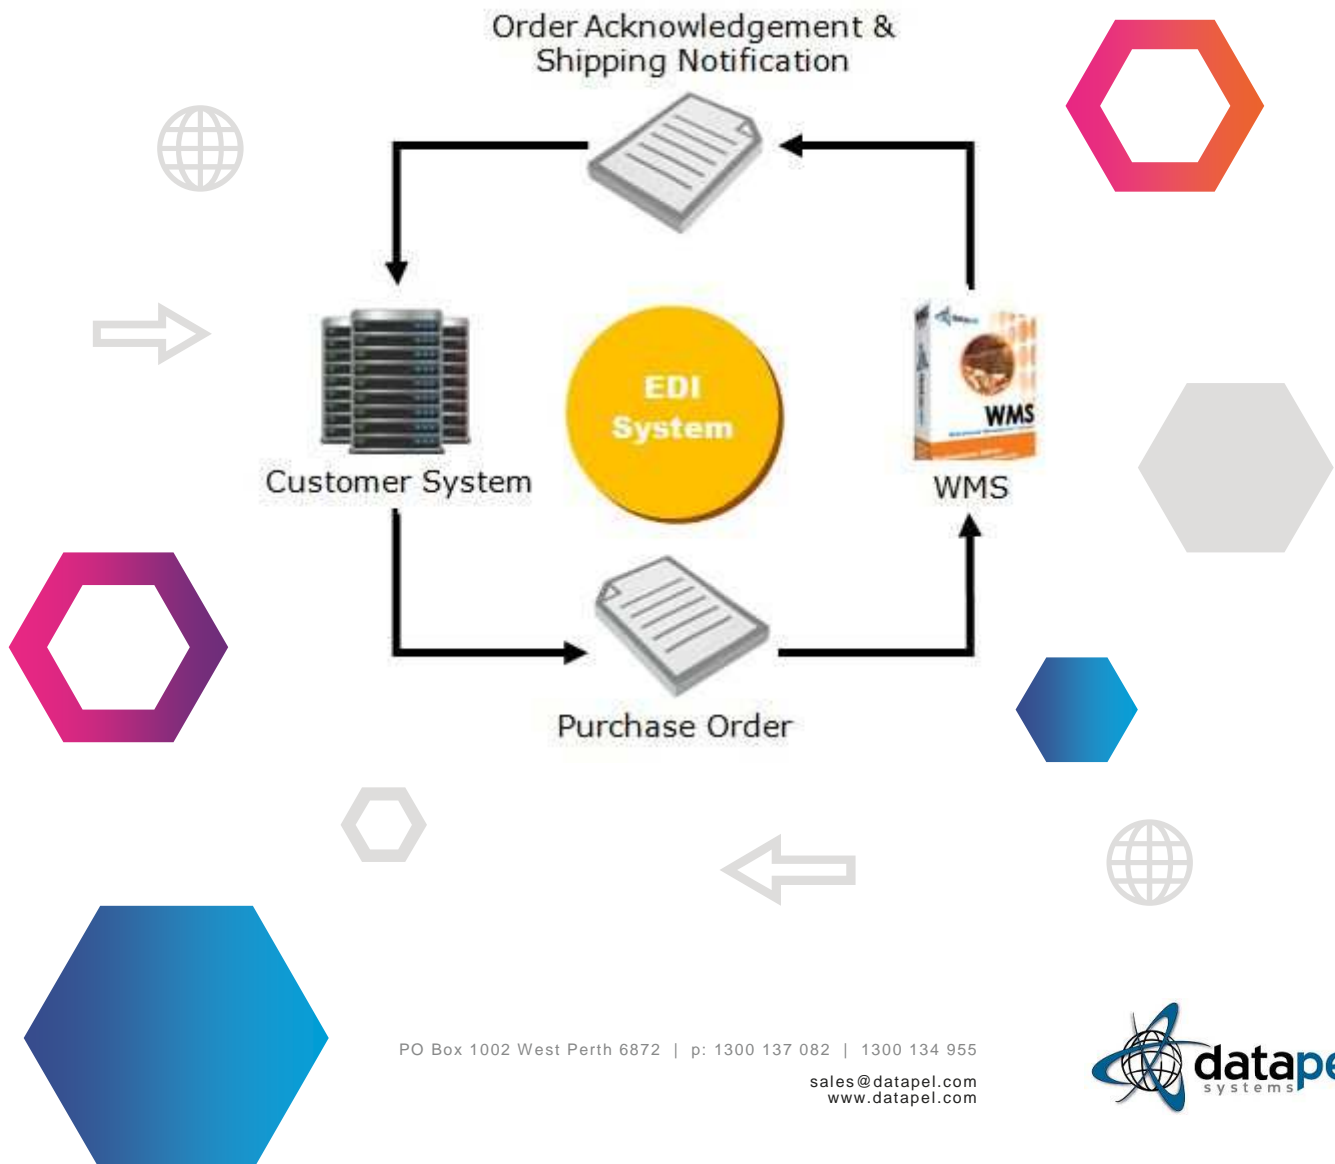 Order Acknowledgement &
Shipping Notification
EDI
System
WMS
Customer System
WMS
Purchase Order
PO Box 1002 West Perth 6872 | p: 1300 137 082 | 1300 134 955
sales@datapel.com
www.datapel.com
datape
systems